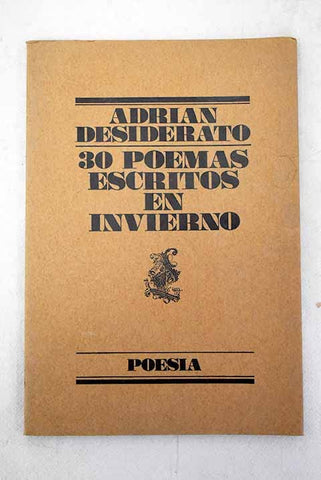 ADRIAN
DESIDERATO
30 POEMAS
ESCRITOS
EN
INVIERNO
POESIA